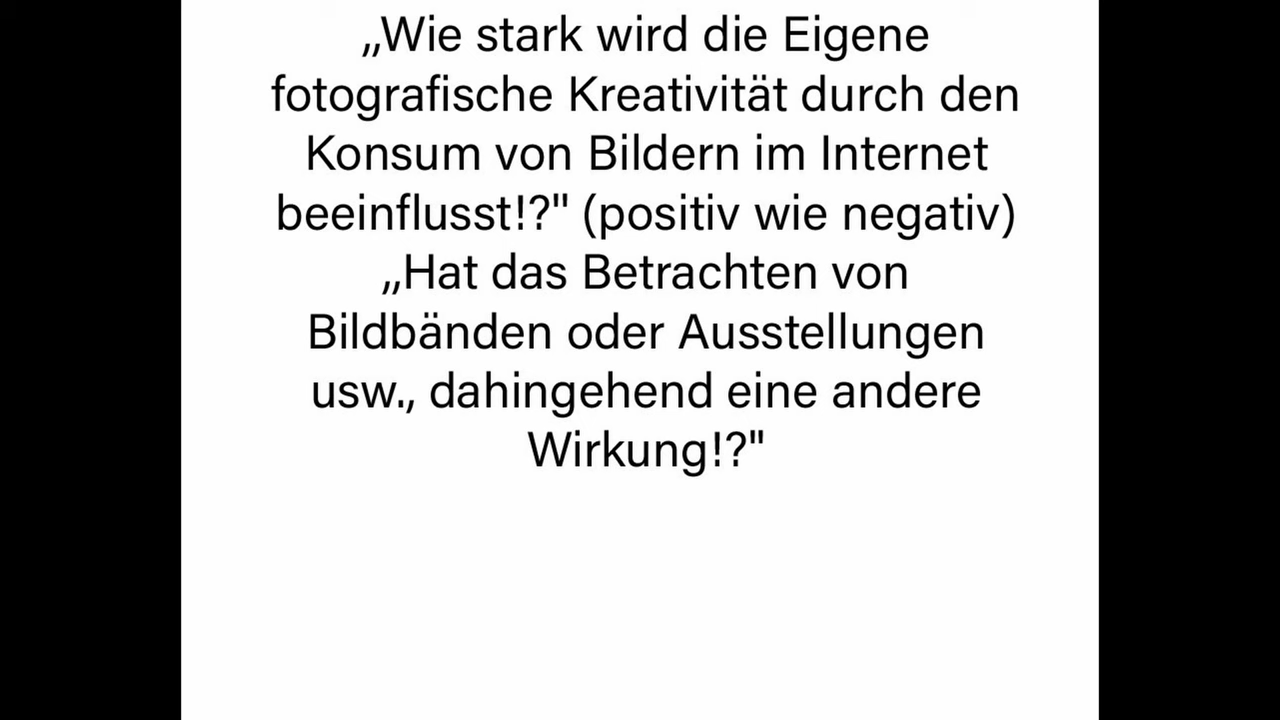 „Wie stark wird die Eigene
fotografische Kreativität durch den
Konsum von Bildern im Internet
beeinflusst!?" (positiv wie negativ)
„Hat das Betrachten von
Bildbänden oder Ausstellungen
usw., dahingehend eine andere
Wirkung!?"